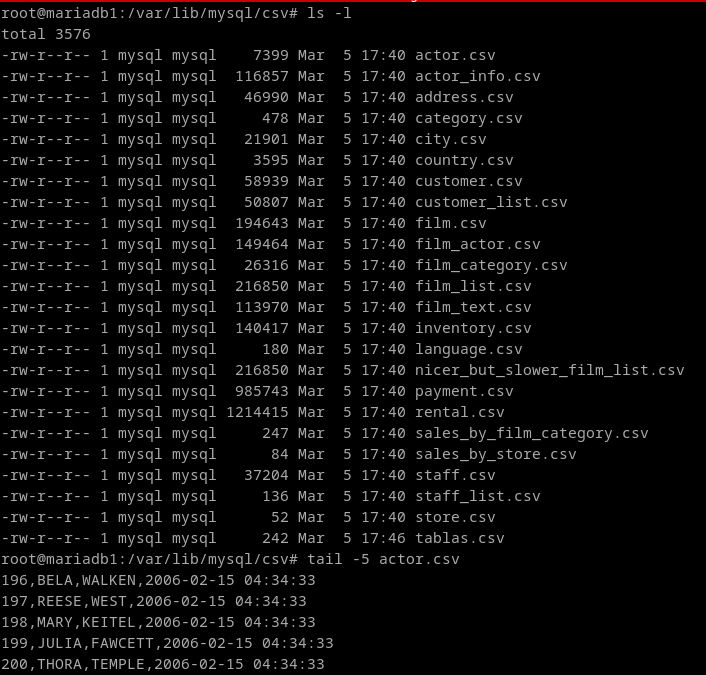 root@mariadb1:/var/lib/mysql/csv# ls -l
total 3576
-rw-r--r-- 1 mysql mysql    7399 Mar  5 17:40 actor.csv
-rw-r--r-- 1 mysql mysql  116857 Mar  5 17:40 actor_info.csv
-rw-r--r-- 1 mysql mysql   46990 Mar  5 17:40 address.csv
-rw-r--r-- 1 mysql mysql     478 Mar  5 17:40 category.csv
-rw-r--r-- 1 mysql mysql   21901 Mar  5 17:40 city.csv
-rw-r--r-- 1 mysql mysql    3595 Mar  5 17:40 country.csv
-rw-r--r-- 1 mysql mysql   58939 Mar  5 17:40 customer.csv
-rw-r--r-- 1 mysql mysql   50807 Mar  5 17:40 customer_list.csv
-rw-r--r-- 1 mysql mysql  194643 Mar  5 17:40 film.csv
-rw-r--r-- 1 mysql mysql  149464 Mar  5 17:40 film_actor.csv
-rw-r--r-- 1 mysql mysql   26316 Mar  5 17:40 film_category.csv
-rw-r--r-- 1 mysql mysql  216850 Mar  5 17:40 film_list.csv
-rw-r--r-- 1 mysql mysql  113970 Mar  5 17:40 film_text.csv
-rw-r--r-- 1 mysql mysql  140417 Mar  5 17:40 inventory.csv
-rw-r--r-- 1 mysql mysql     180 Mar  5 17:40 language.csv
-rw-r--r-- 1 mysql mysql  216850 Mar  5 17:40 nicer_but_slower_film_list.csv
-rw-r--r-- 1 mysql mysql  985743 Mar  5 17:40 payment.csv
-rw-r--r-- 1 mysql mysql 1214415 Mar  5 17:40 rental.csv
-rw-r--r-- 1 mysql mysql     247 Mar  5 17:40 sales_by_film_category.csv
-rw-r--r-- 1 mysql mysql      84 Mar  5 17:40 sales_by_store.csv
-rw-r--r-- 1 mysql mysql   37204 Mar  5 17:40 staff.csv
-rw-r--r-- 1 mysql mysql     136 Mar  5 17:40 staff_list.csv
-rw-r--r-- 1 mysql mysql      52 Mar  5 17:40 store.csv
-rw-r--r-- 1 mysql mysql     242 Mar  5 17:46 tablas.csv
root@mariadb1:/var/lib/mysql/csv# tail -5 actor.csv
196,BELA,WALKEN,2006-02-15 04:34:33
197,REESE,WEST,2006-02-15 04:34:33
198,MARY,KEITEL,2006-02-15 04:34:33
199,JULIA,FAWCETT,2006-02-15 04:34:33
200,THORA,TEMPLE,2006-02-15 04:34:33